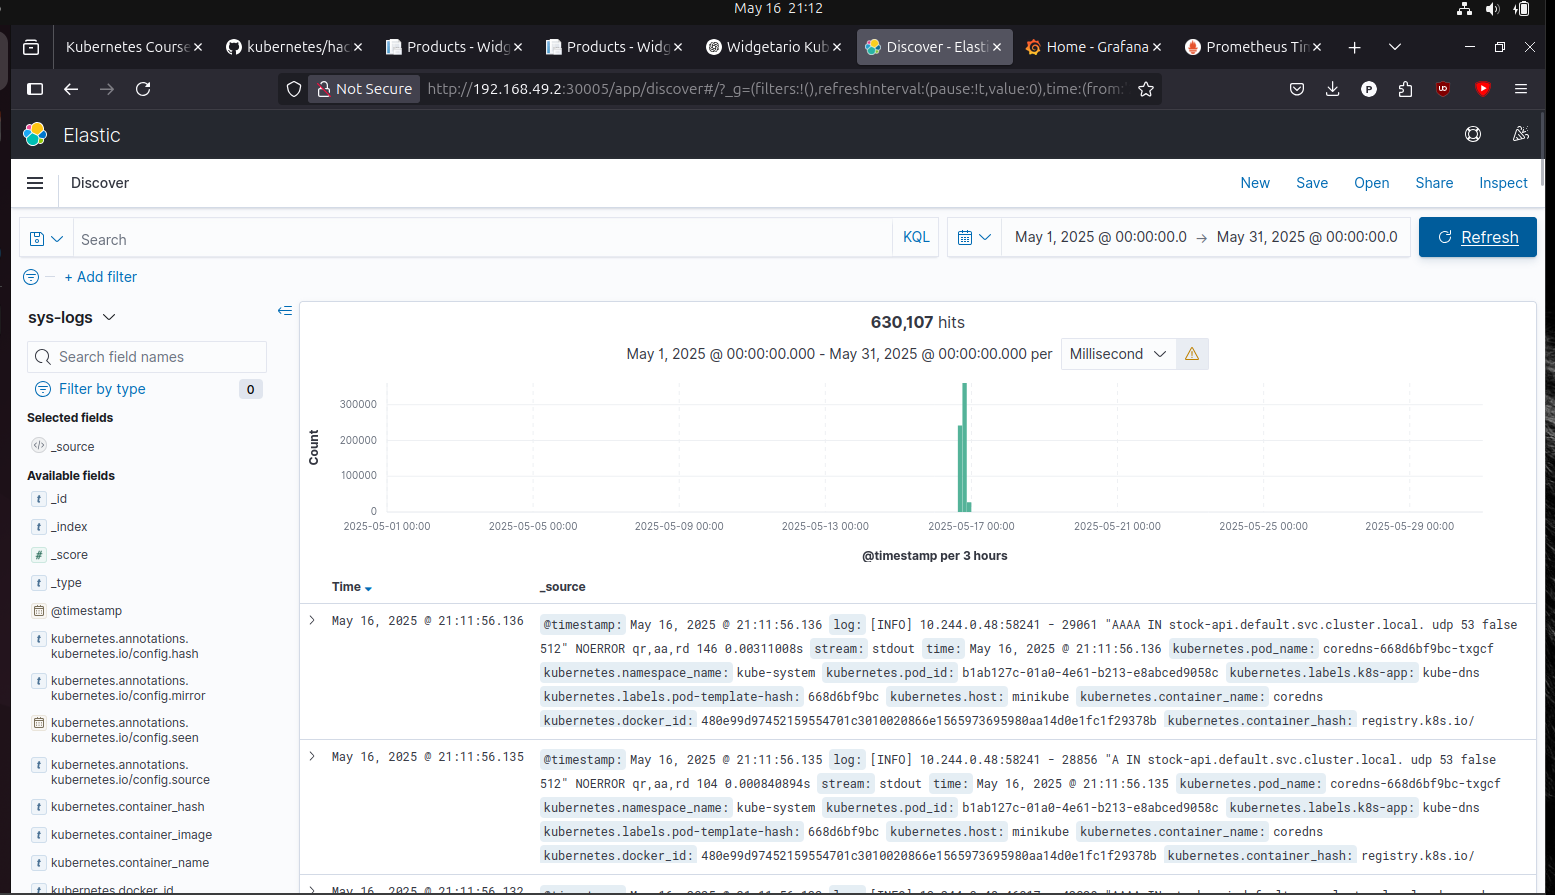 May 16 21:12
Kubernetes Course
kubernetes/hac
Products - Widg
Products - Widg
Widgetario Kub
Discover - Elasti
Home - Grafana
Prometheus Tim
Not Secure
http://192.168.49.2:30005/app/discover#/?_g=(filters:!(),refreshInterval:(pause:!t,value:0),time:(from:'
Elastic
Discover
New Save Open Share Inspect
Search
KQL
May 1, 2025 @ 00:00:00.0 → May 31, 2025 @ 00:00:00.0
Refresh
+ Add filter
sys-logs
Search field names
Filter by type 0
Selected fields
_source
Available fields
_id
_index
_score
_type
@timestamp
kubernetes.annotations.
kubernetes.io/config.hash
kubernetes.annotations.
kubernetes.io/config.mirror
kubernetes.annotations.
kubernetes.io/config.seen
kubernetes.annotations.
kubernetes.io/config.source
kubernetes.container_hash
kubernetes.container_image
kubernetes.container_name
kubernetes.docker_id
630,107 hits
May 1, 2025 @ 00:00:00.000 - May 31, 2025 @ 00:00:00.000 per Millisecond
Count
300000
200000
100000
0
2025-05-01 00:00 2025-05-05 00:00 2025-05-09 00:00 2025-05-13 00:00 2025-05-17 00:00 2025-05-21 00:00 2025-05-25 00:00 2025-05-29 00:00
@timestamp per 3 hours
Time _source
May 16, 2025 @ 21:11:56.136
@timestamp: May 16, 2025 @ 21:11:56.136 log: [INFO] 10.244.0.48:58241 - 29061 "AAAA IN stock-api.default.svc.cluster.local. udp 53 false
512" NOERROR qr,aa,rd 146 0.00311008s stream: stdout time: May 16, 2025 @ 21:11:56.136 kubernetes.pod_name: coredns-668d6bf9bc-txgcf
kubernetes.namespace_name: kube-system kubernetes.pod_id: b1ab127c-01a0-4e61-b213-e8abced9058c kubernetes.labels.k8s-app: kube-dns
kubernetes.labels.pod-template-hash: 668d6bf9bc kubernetes.host: minikube kubernetes.container_name: coredns
kubernetes.docker_id: 480e99d97452159554701c3010020866e1565973695980aa14d0e1fc1f29378b kubernetes.container_hash: registry.k8s.io/
May 16, 2025 @ 21:11:56.135
@timestamp: May 16, 2025 @ 21:11:56.135 log: [INFO] 10.244.0.48:58241 - 28856 "A IN stock-api.default.svc.cluster.local. udp 53 false
512" NOERROR qr,aa,rd 104 0.000840894s stream: stdout time: May 16, 2025 @ 21:11:56.135 kubernetes.pod_name: coredns-668d6bf9bc-txgcf
kubernetes.namespace_name: kube-system kubernetes.pod_id: b1ab127c-01a0-4e61-b213-e8abced9058c kubernetes.labels.k8s-app: kube-dns
kubernetes.labels.pod-template-hash: 668d6bf9bc kubernetes.host: minikube kubernetes.container_name: coredns
kubernetes.docker_id: 480e99d97452159554701c3010020866e1565973695980aa14d0e1fc1f29378b kubernetes.container_hash: registry.k8s.io/
May 16, 2025 @ 21:11:56.132